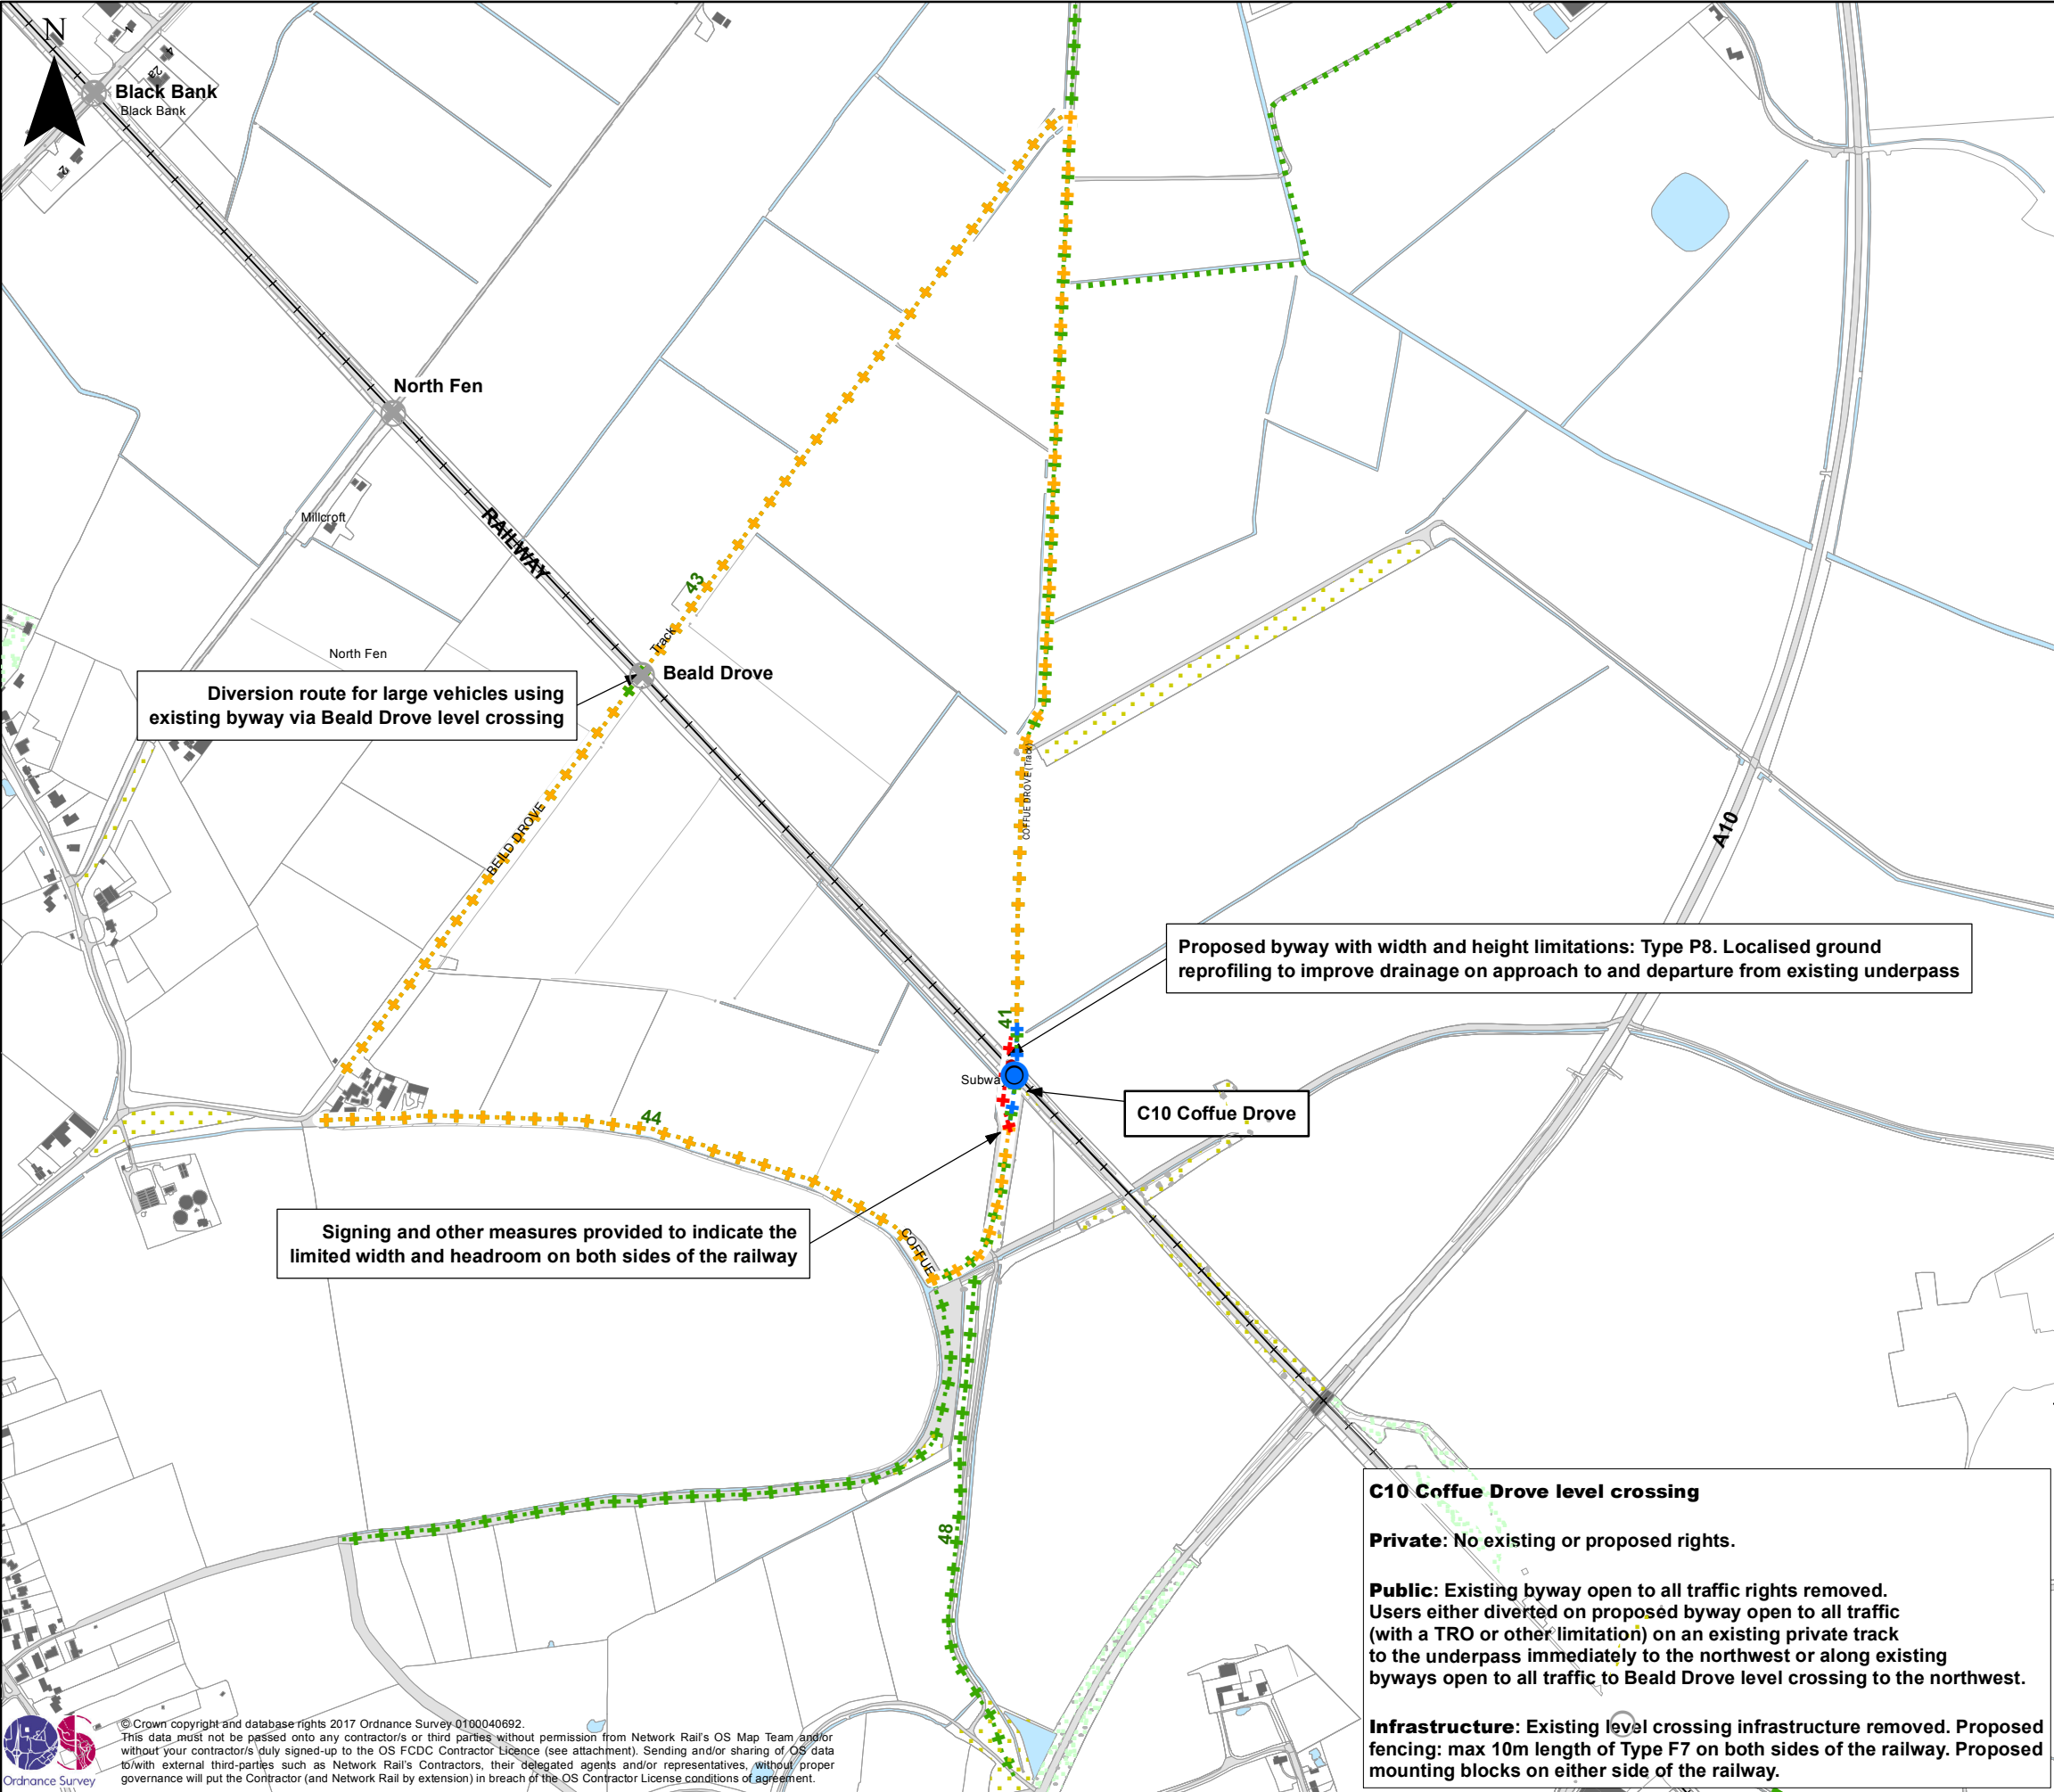 N
4
2a
Black Bank
Black Bank
2
North Fen
Millcroft
RAILWAY
43
Track
North Fen
Beald Drove
Diversion route for large vehicles using
existing byway via Beald Drove level crossing
COFFUE DROVE (Track)
BEILD DROVE
A10
Proposed byway with width and height limitations: Type P8. Localised ground
reprofiling to improve drainage on approach to and departure from existing underpass
41
Subwa
C10 Coffue Drove
44
Signing and other measures provided to indicate the
limited width and headroom on both sides of the railway
COFFUE
48
C10 Coffue Drove level crossing
Private: No existing or proposed rights.
Public: Existing byway open to all traffic rights removed.
Users either diverted on proposed byway open to all traffic
(with a TRO or other limitation) on an existing private track
to the underpass immediately to the northwest or along existing
byways open to all traffic to Beald Drove level crossing to the northwest.
Infrastructure: Existing level crossing infrastructure removed. Proposed
fencing: max 10m length of Type F7 on both sides of the railway. Proposed
mounting blocks on either side of the railway.
© Crown copyright and database rights 2017 Ordnance Survey 0100040692.
This data must not be passed onto any contractor/s or third parties without permission from Network Rail's OS Map Team and/or
without your contractor/s duly signed-up to the OS FCDC Contractor Licence (see attachment). Sending and/or sharing of OS data
to/with external third-parties such as Network Rail's Contractors, their delegated agents and/or representatives, without proper
governance will put the Contractor (and Network Rail by extension) in breach of the OS Contractor License conditions of agreement.
Ordnance Survey